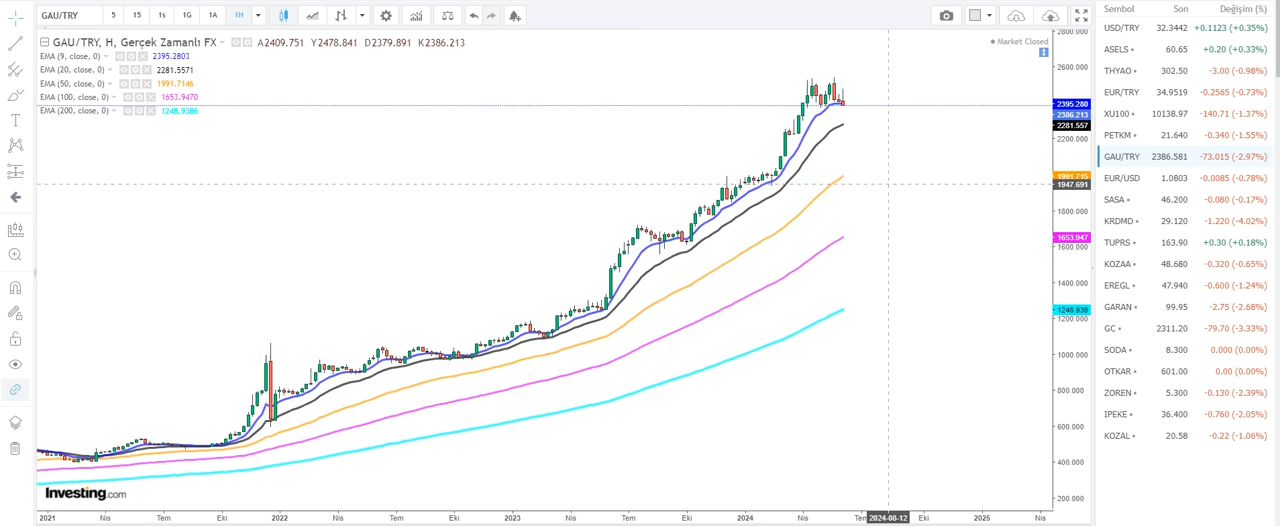 GAU/TRY 5 15 1s 1G 1A 1H
GAU/TRY, H, Gerçek Zamanlı FX A2409.751 Y2478.841 D2379.891 K2386.213
EMA (9, close, 0) 2395.2803
EMA (20, close, 0) 2281.5571
EMA (50, close, 0) 1991.7146
EMA (100, close, 0) 1653.9470
EMA (200, close, 0) 1248.9386
Market Closed
2800.000
2600.000
2395.280
2386.213
2281.557
2200.000
1991.715
1947.691
1800.000
1653.947
1600.000
1400.000
1248.939
1200.000
1000.000
800.000
600.000
400.000
200.000
Investing.com
2021 Nis Tem Eki 2022 Nis Tem Eki 2023 Nis Tem Eki 2024 Nis Tem 2024-08-12 Eki 2025 Nis
Sembol Son Değişim (%)
USD/TRY 32.3442 +0.1123 (+0.35%)
ASELS 60.65 +0.20 (+0.33%)
THYAO 302.50 -3.00 (-0.98%)
EUR/TRY 34.9519 -0.2565 (-0.73%)
XU100 10138.97 -140.71 (-1.37%)
PETKM 21.640 -0.340 (-1.55%)
GAU/TRY 2386.581 -73.015 (-2.97%)
EUR/USD 1.0803 -0.0085 (-0.78%)
SASA 46.200 -0.080 (-0.17%)
KRDMD 29.120 -1.220 (-4.02%)
TUPRS 163.90 +0.30 (+0.18%)
KOZAA 48.680 -0.320 (-0.65%)
EREGL 47.940 -0.600 (-1.24%)
GARAN 99.95 -2.75 (-2.68%)
GC 2311.20 -79.70 (-3.33%)
SODA 8.300 0.000 (0.00%)
OTKAR 601.00 0.00 (0.00%)
ZOREN 5.300 -0.130 (-2.39%)
IPEKE 36.400 -0.760 (-2.05%)
KOZAL 20.58 -0.22 (-1.06%)